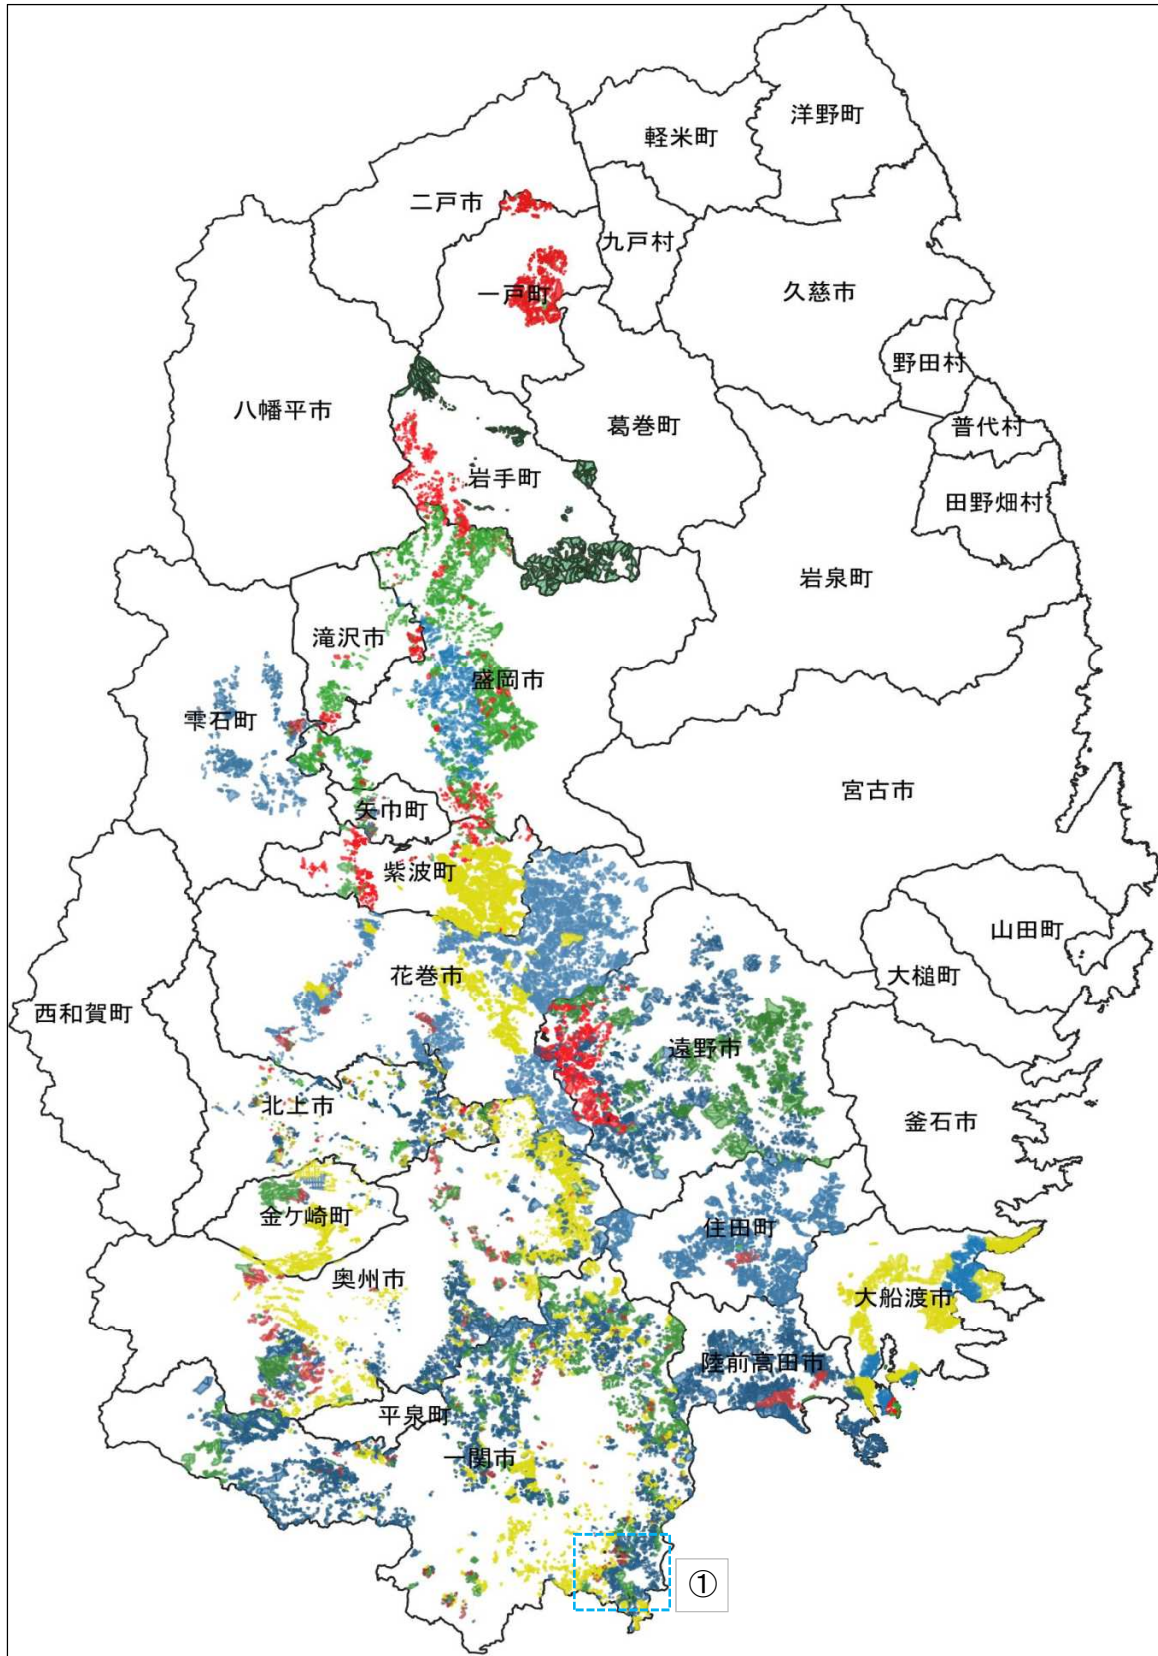 洋野町
軽米町
二戸市
九戸村
一戸町
久慈市
野田村
八幡平市
葛巻町
普代村
岩手町
田野畑村
岩泉町
滝沢市
盛岡市
雫石町
宮古市
矢巾町
紫波町
山田町
大槌町
花巻市
西和賀町
遠野市
北上市
釜石市
金ケ崎町
住田町
奥州市
大船渡市
陸前高田市
平泉町
一関市
①